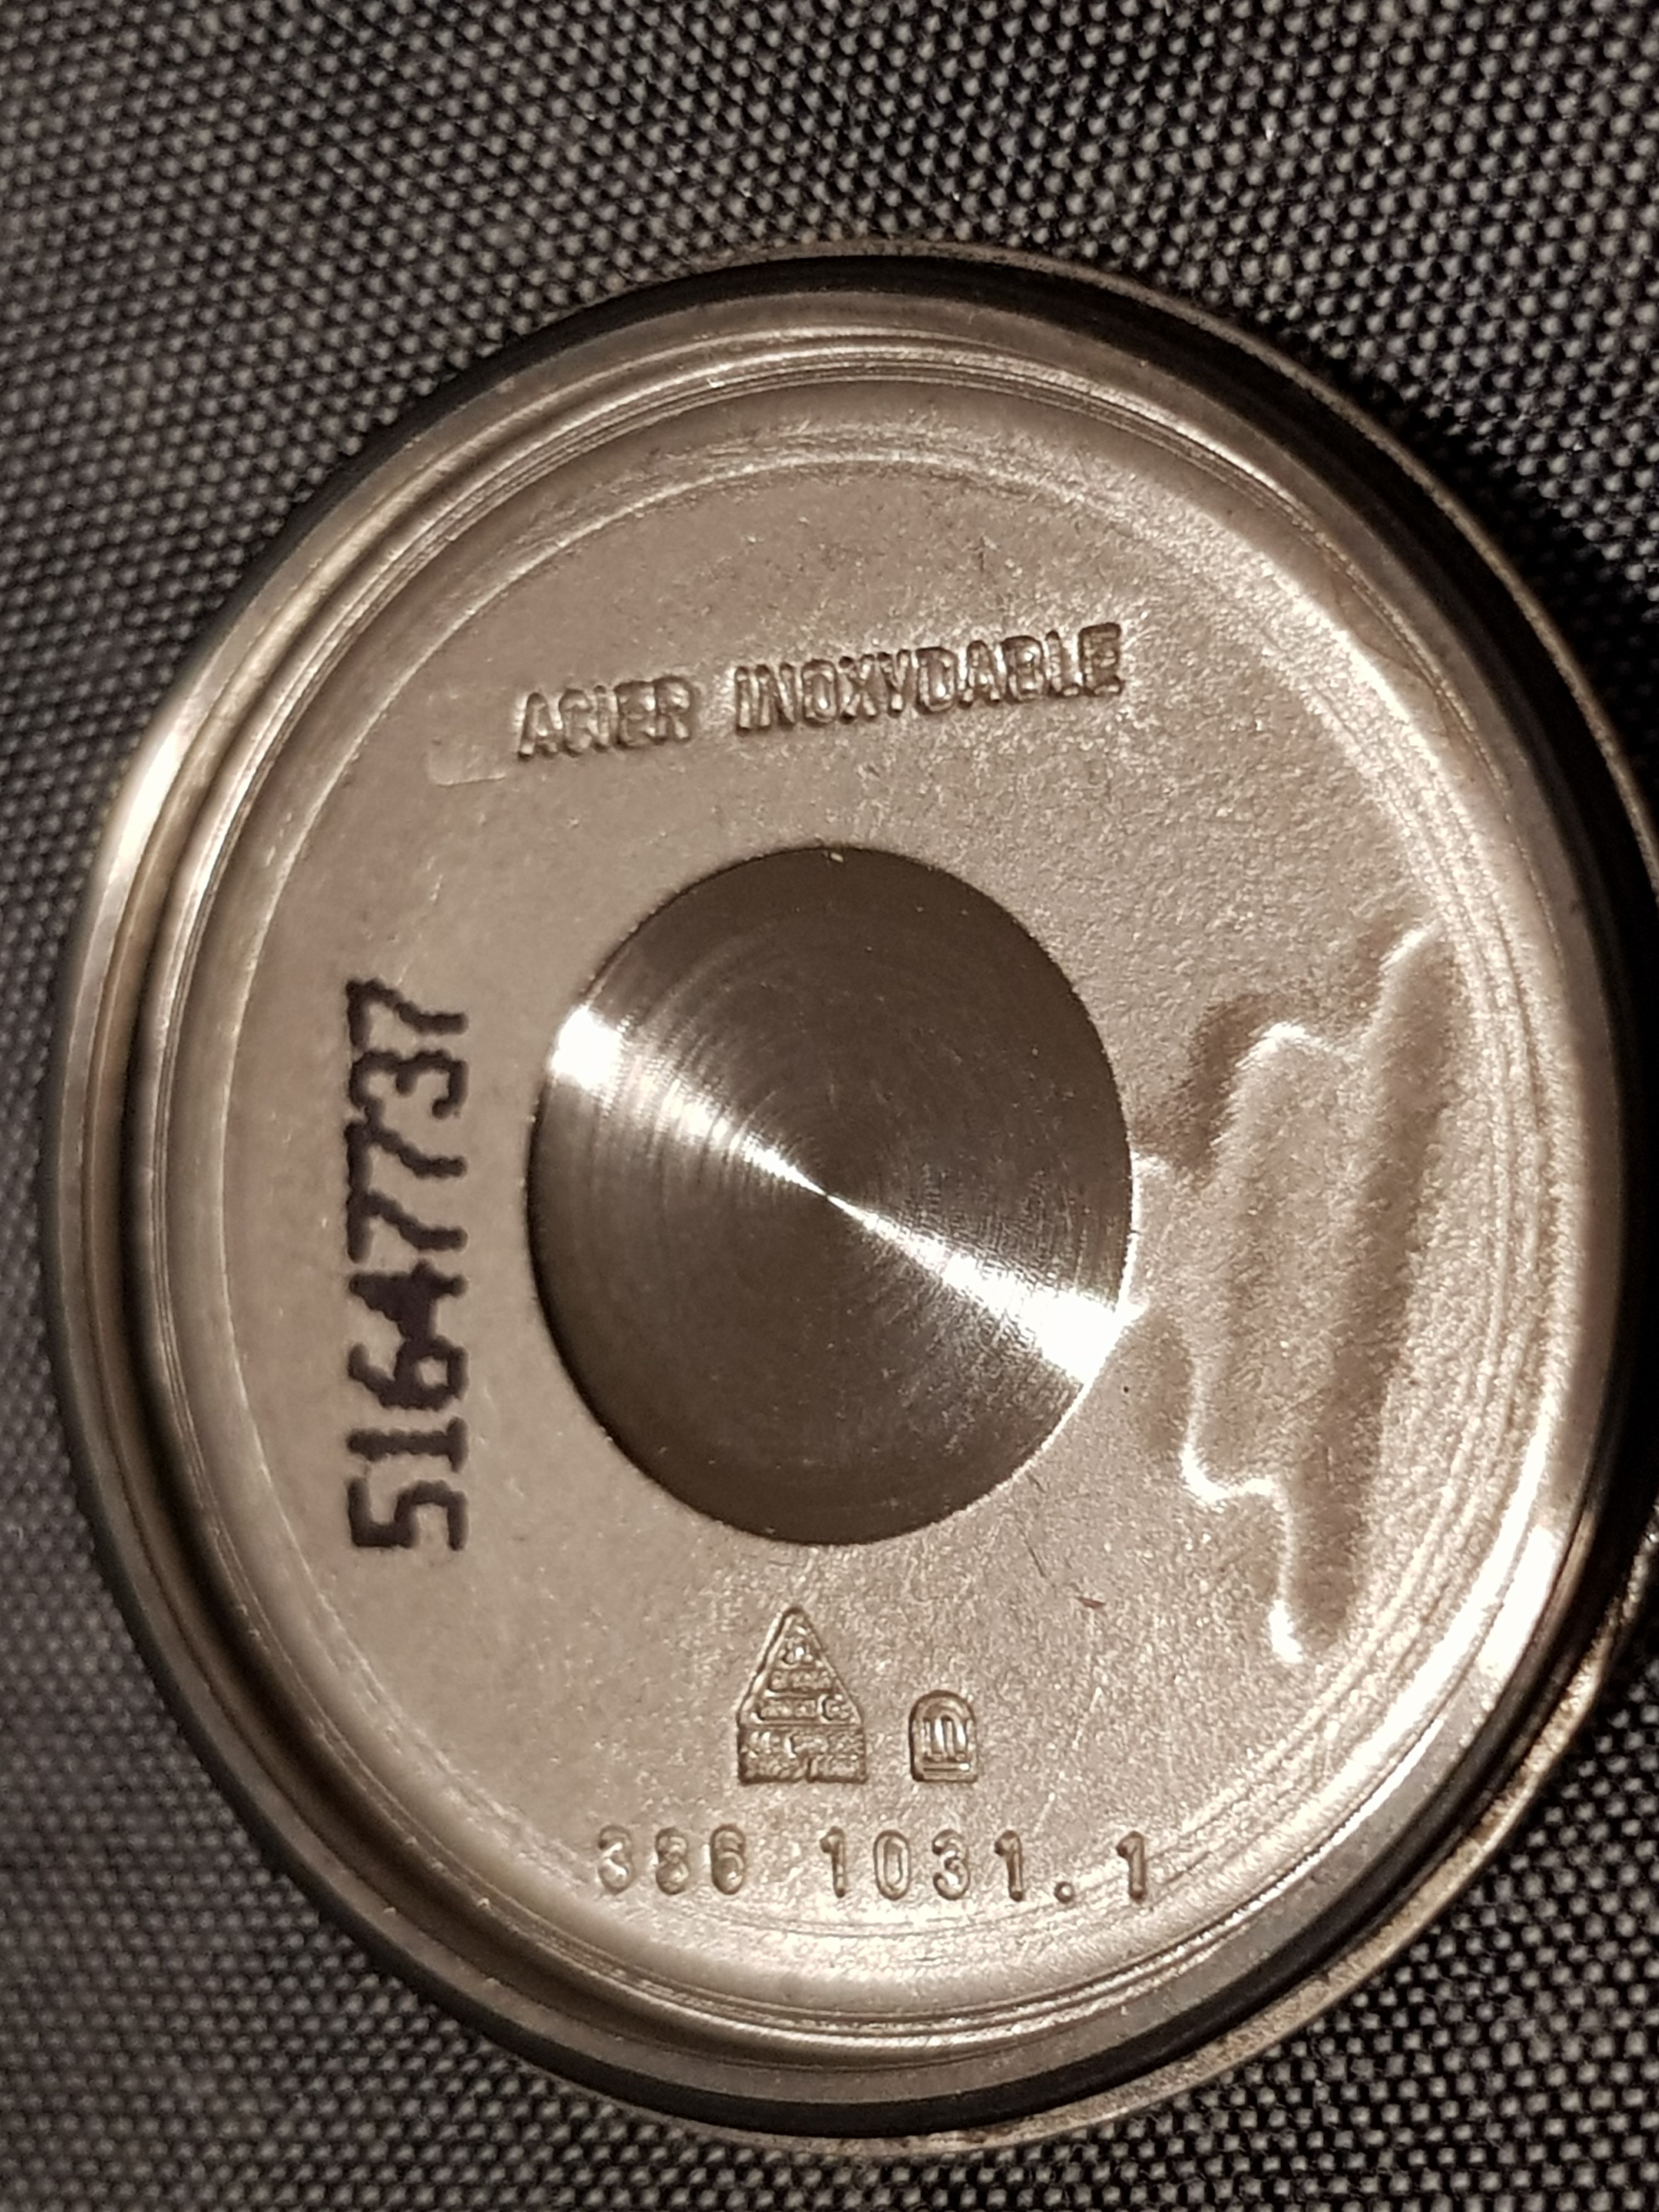 ACIER INOXYDABLE
51647737
386 1031.1